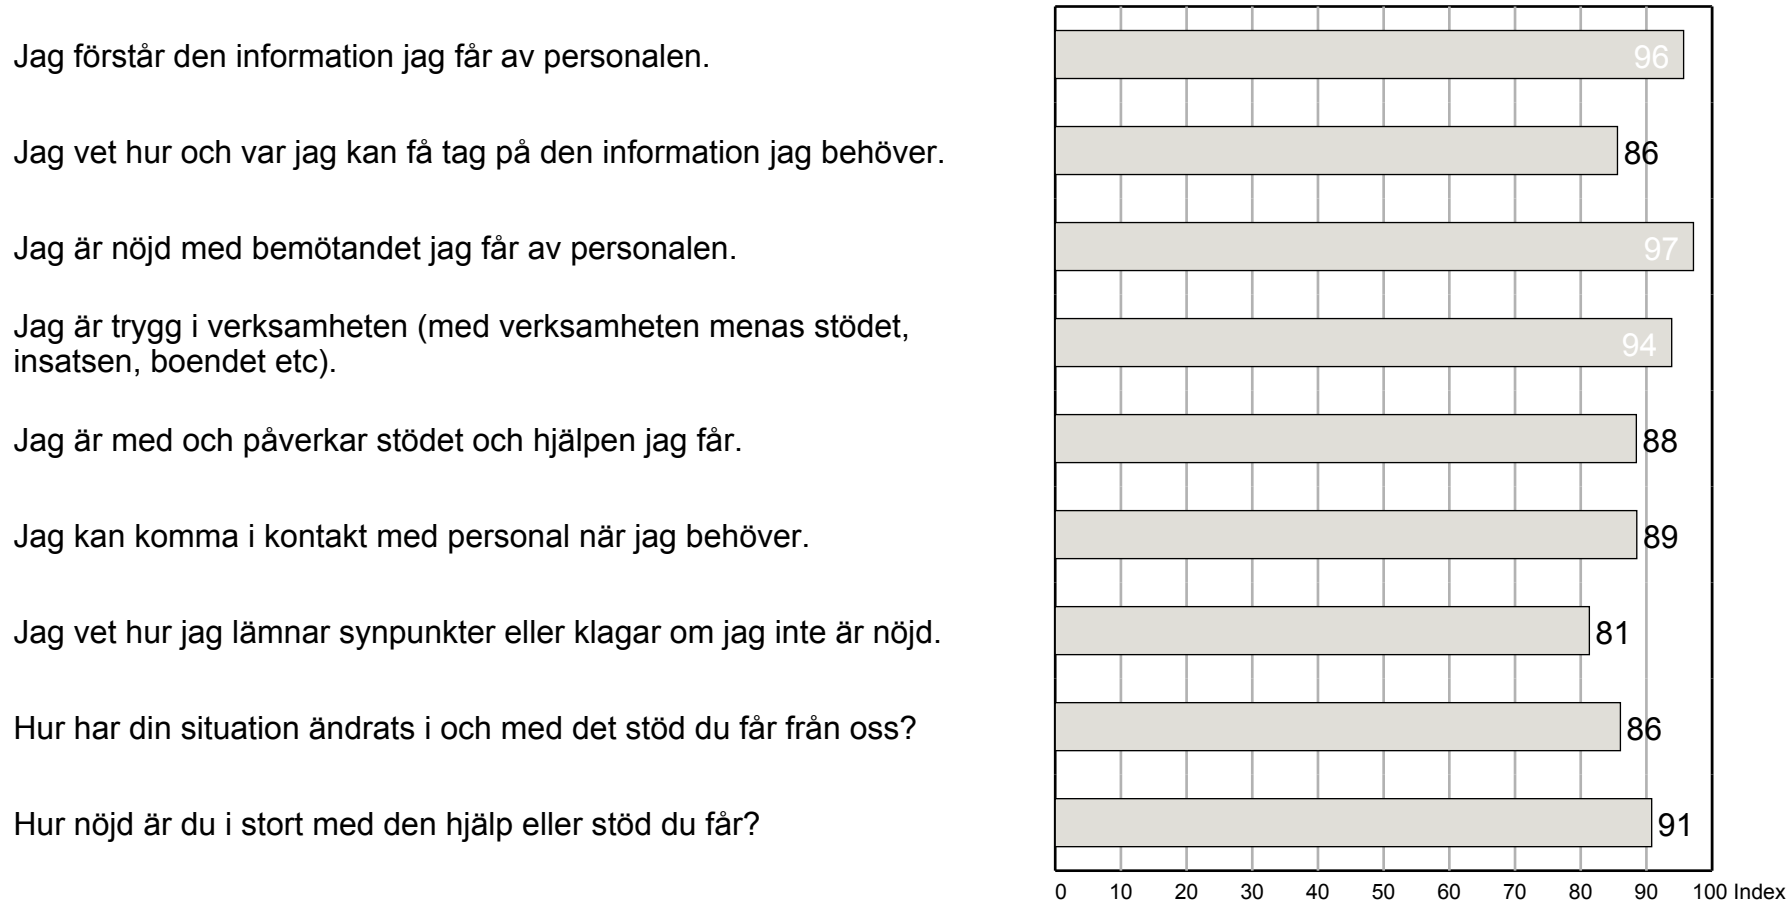 Jag förstår den information jag får av personalen.
96
Jag vet hur och var jag kan få tag på den information jag behöver.
86
Jag är nöjd med bemötandet jag får av personalen.
97
Jag är trygg i verksamheten (med verksamheten menas stödet,
insatsen, boendet etc).
94
Jag är med och påverkar stödet och hjälpen jag får.
88
Jag kan komma i kontakt med personal när jag behöver.
89
Jag vet hur jag lämnar synpunkter eller klagar om jag inte är nöjd.
81
Hur har din situation ändrats i och med det stöd du får från oss?
86
Hur nöjd är du i stort med den hjälp eller stöd du får?
91
0 10 20 30 40 50 60 70 80 90 100 Index